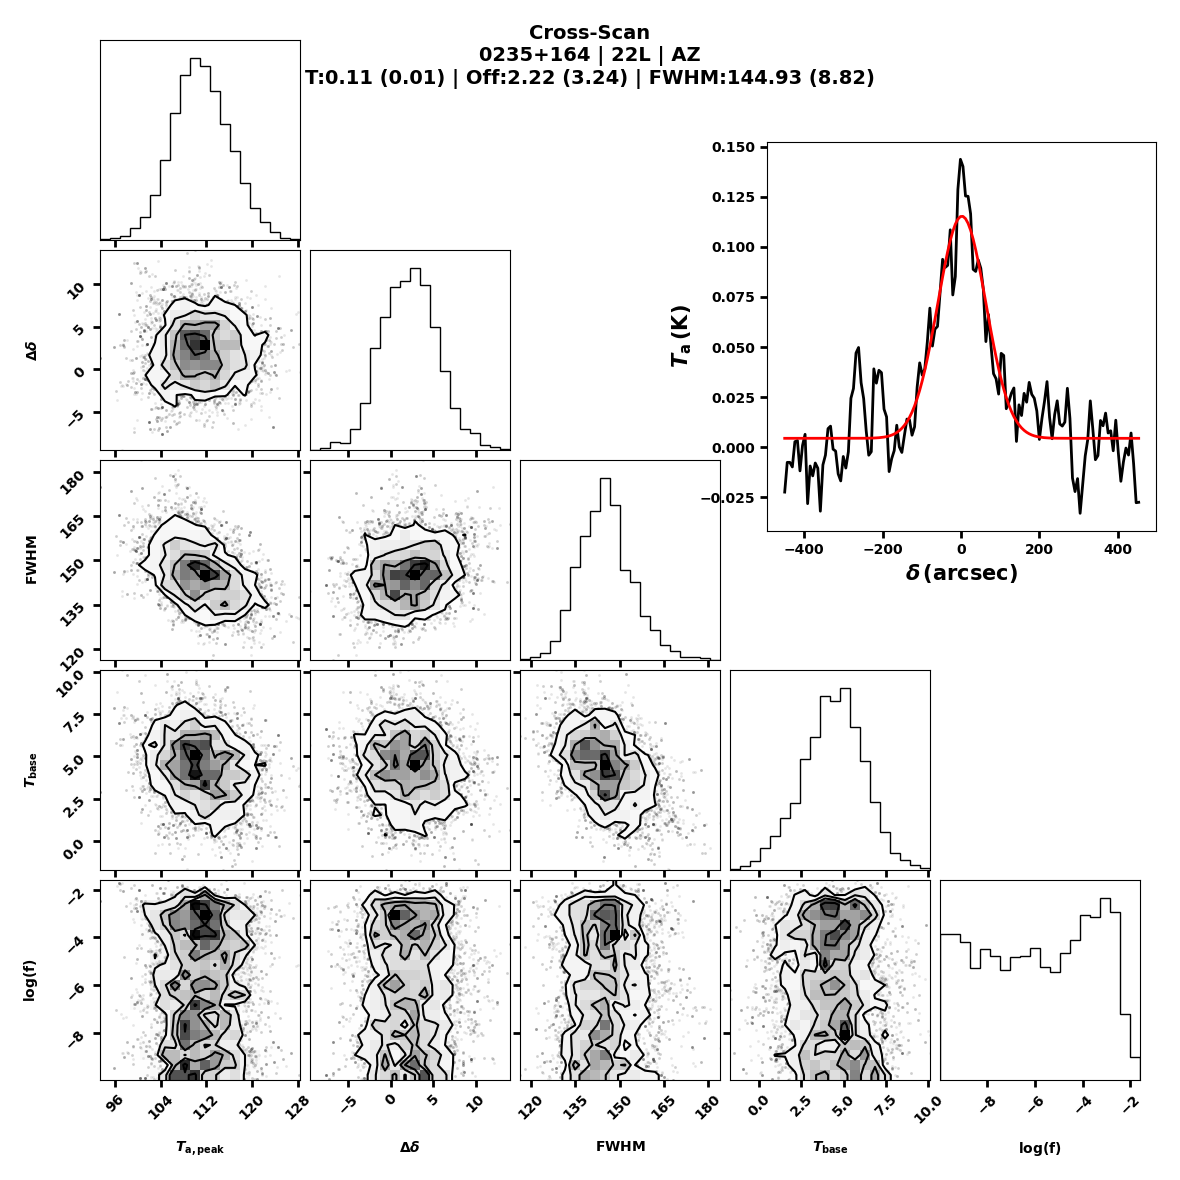 Cross-Scan
0235+164 | 22L | AZ
T:0.11 (0.01) | Off:2.22 (3.24) | FWHM:144.93 (8.82)
0.150
0.125
0.100
0.075
0.050
0.025
0.000
−0.025
T_a (K)
−400 −200 0 200 400
δ (arcsec)
10
5
0
−5
Δδ
180
165
150
135
120
FWHM
10.0
7.5
5.0
2.5
0.0
T_base
−2
−4
−6
−8
log(f)
96 104 112 120 128
−5 0 5 10
120 135 150 165 180
0.0 2.5 5.0 7.5 10.0
−8 −6 −4 −2
T_a,peak Δδ FWHM T_base log(f)